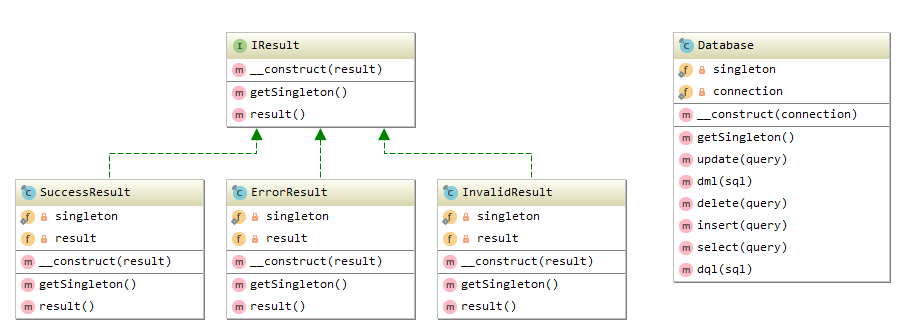 I IResult
m __construct(result)
m getSingleton()
m result()
C Database
f singleton
f connection
m __construct(connection)
m getSingleton()
m update(query)
m dml(sql)
m delete(query)
m insert(query)
m select(query)
m dql(sql)
C SuccessResult
f singleton
f result
m __construct(result)
m getSingleton()
m result()
C ErrorResult
f singleton
f result
m __construct(result)
m getSingleton()
m result()
C InvalidResult
f singleton
f result
m __construct(result)
m getSingleton()
m result()